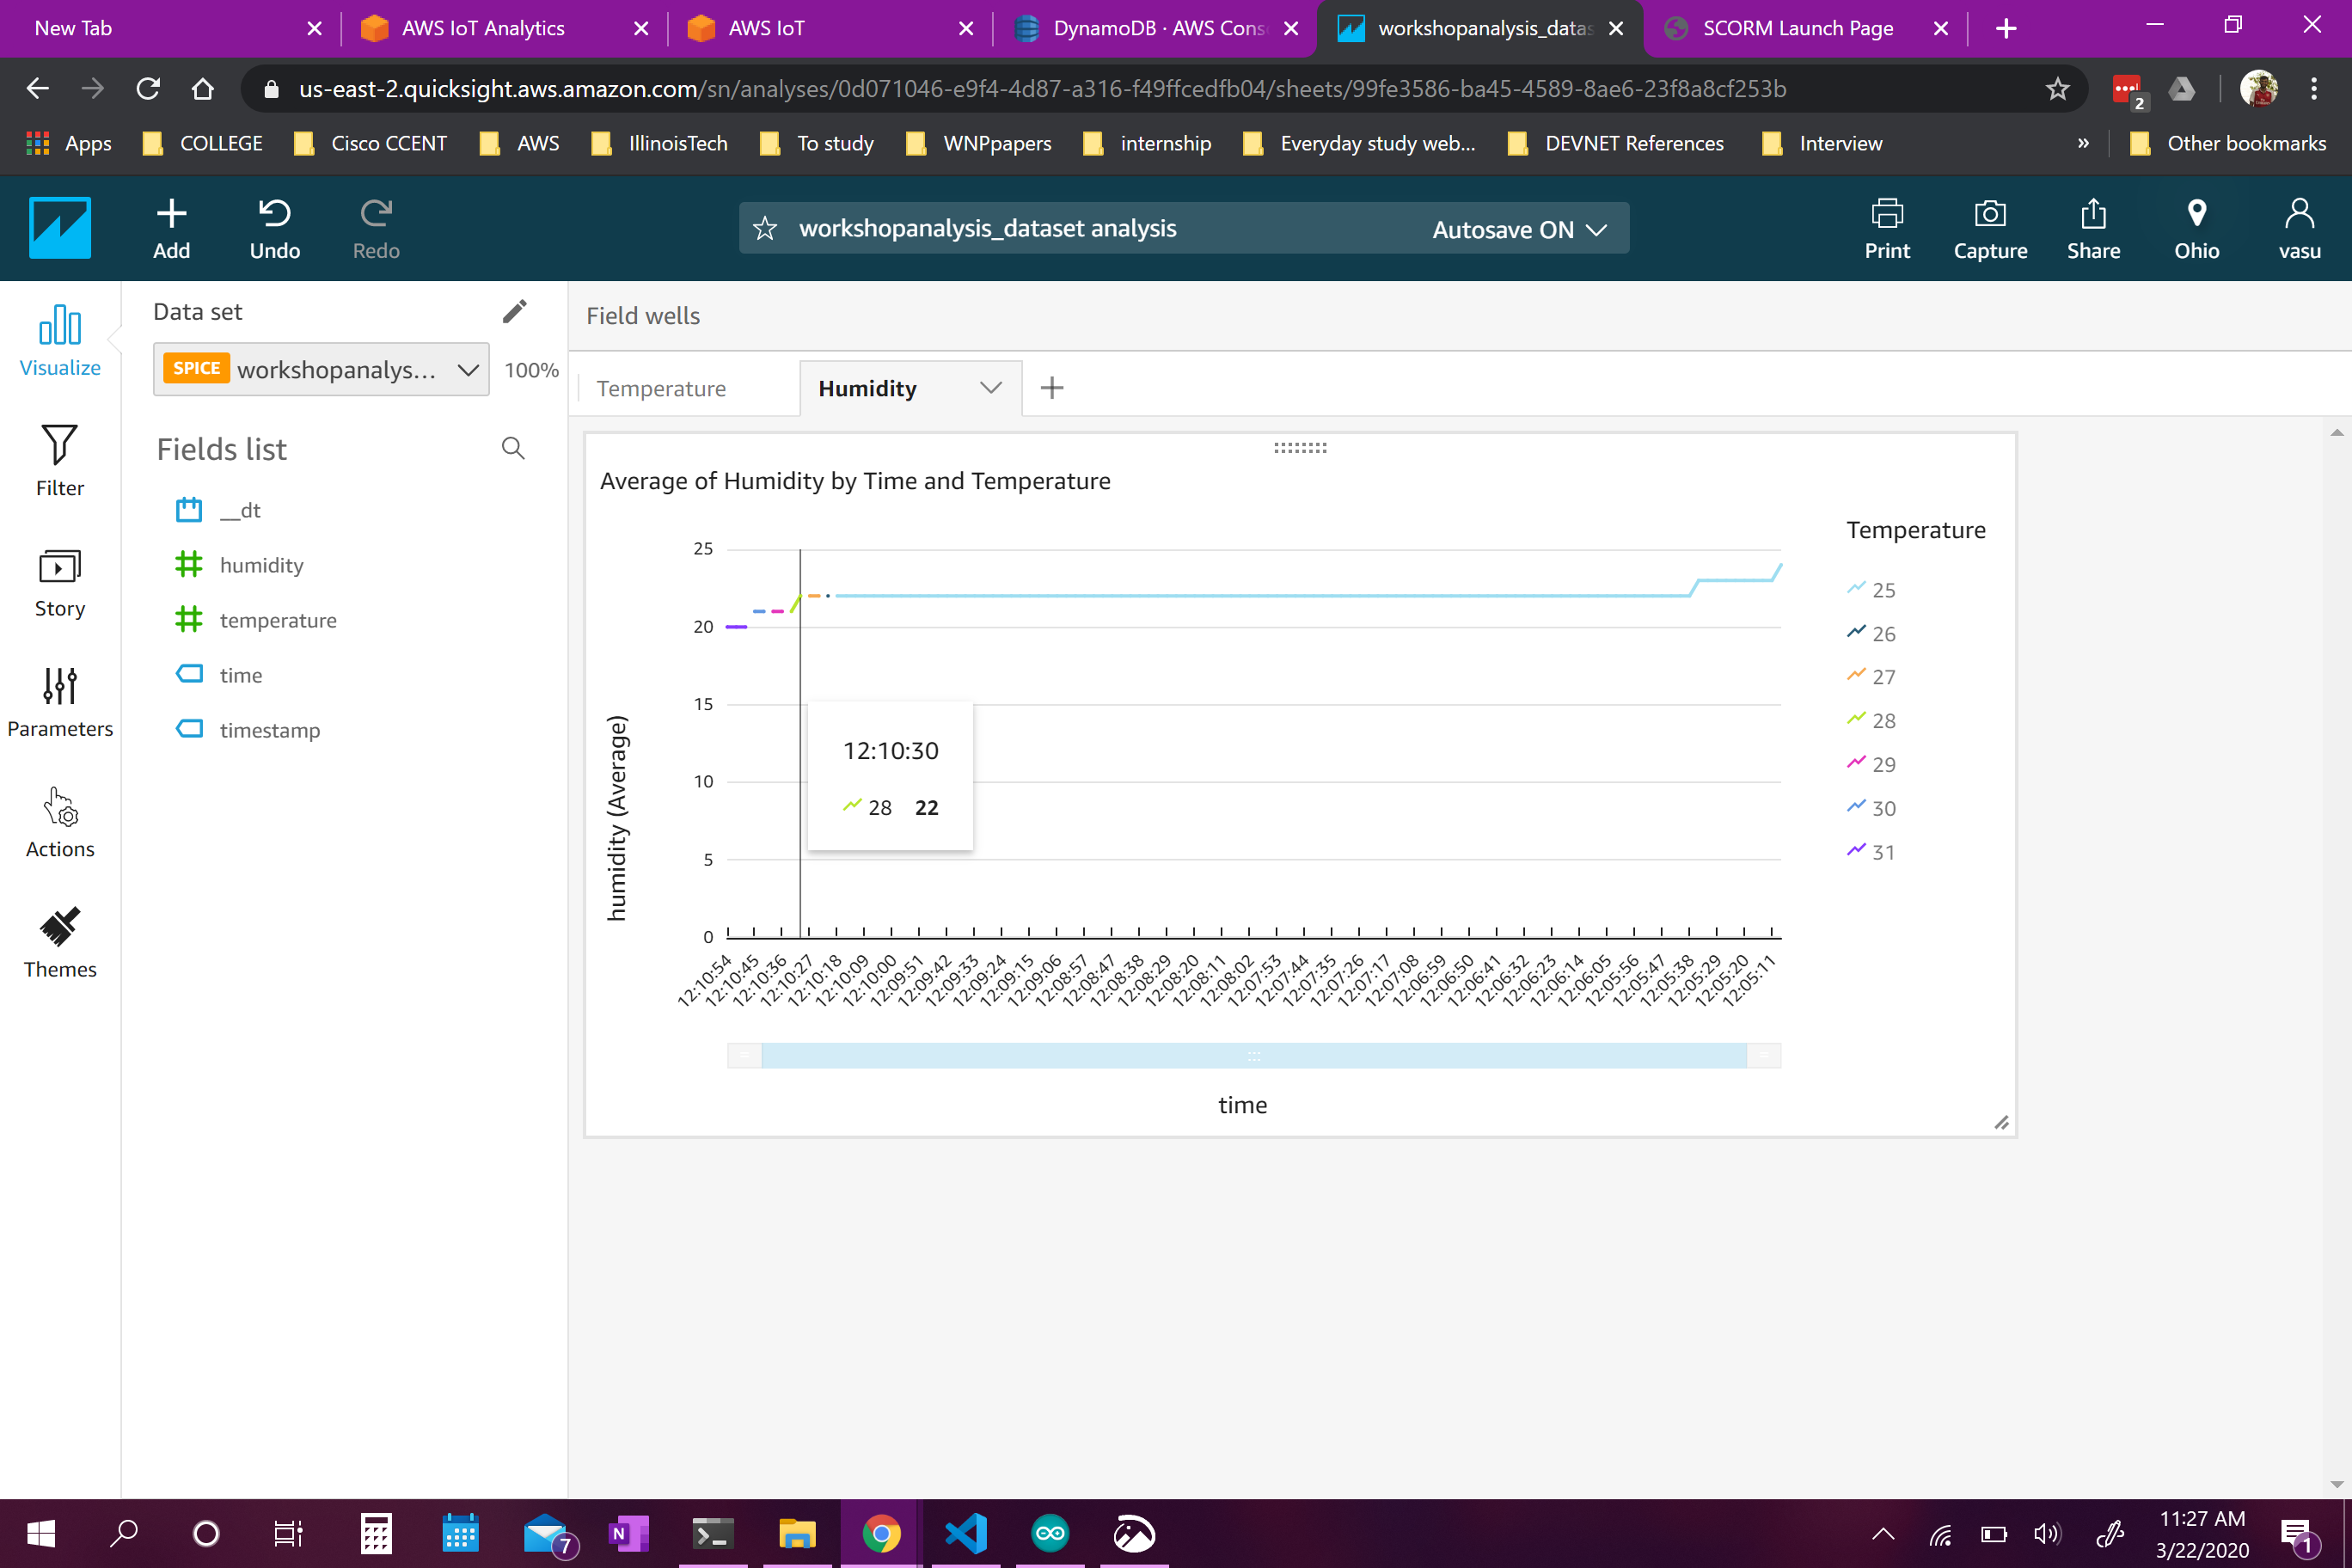 New Tab
AWS IoT Analytics
AWS IoT
DynamoDB · AWS Cons
workshopanalysis_datas
SCORM Launch Page
us-east-2.quicksight.aws.amazon.com/sn/analyses/0d071046-e9f4-4d87-a316-f49ffcedfb04/sheets/99fe3586-ba45-4589-8ae6-23f8a8cf253b
2
Apps
COLLEGE
Cisco CCENT
AWS
IllinoisTech
To study
WNPpapers
internship
Everyday study web...
DEVNET References
Interview
»
Other bookmarks
Add
Undo
Redo
workshopanalysis_dataset analysis
Autosave ON
Print
Capture
Share
Ohio
vasu
Visualize
Filter
Story
Parameters
Actions
Themes
Data set
SPICE workshopanalys... 100%
Fields list
__dt
humidity
temperature
time
timestamp
Field wells
Temperature
Humidity
Average of Humidity by Time and Temperature
humidity (Average)
25
20
15
10
5
0
12:10:30
28 22
12:10:54
12:10:45
12:10:36
12:10:27
12:10:18
12:10:09
12:10:00
12:09:51
12:09:42
12:09:33
12:09:24
12:09:15
12:09:06
12:08:57
12:08:47
12:08:38
12:08:29
12:08:20
12:08:11
12:08:02
12:07:53
12:07:44
12:07:35
12:07:26
12:07:17
12:07:08
12:06:59
12:06:50
12:06:41
12:06:32
12:06:23
12:06:14
12:06:05
12:05:56
12:05:47
12:05:38
12:05:29
12:05:20
12:05:11
time
Temperature
25
26
27
28
29
30
31
7
N
11:27 AM
3/22/2020
1